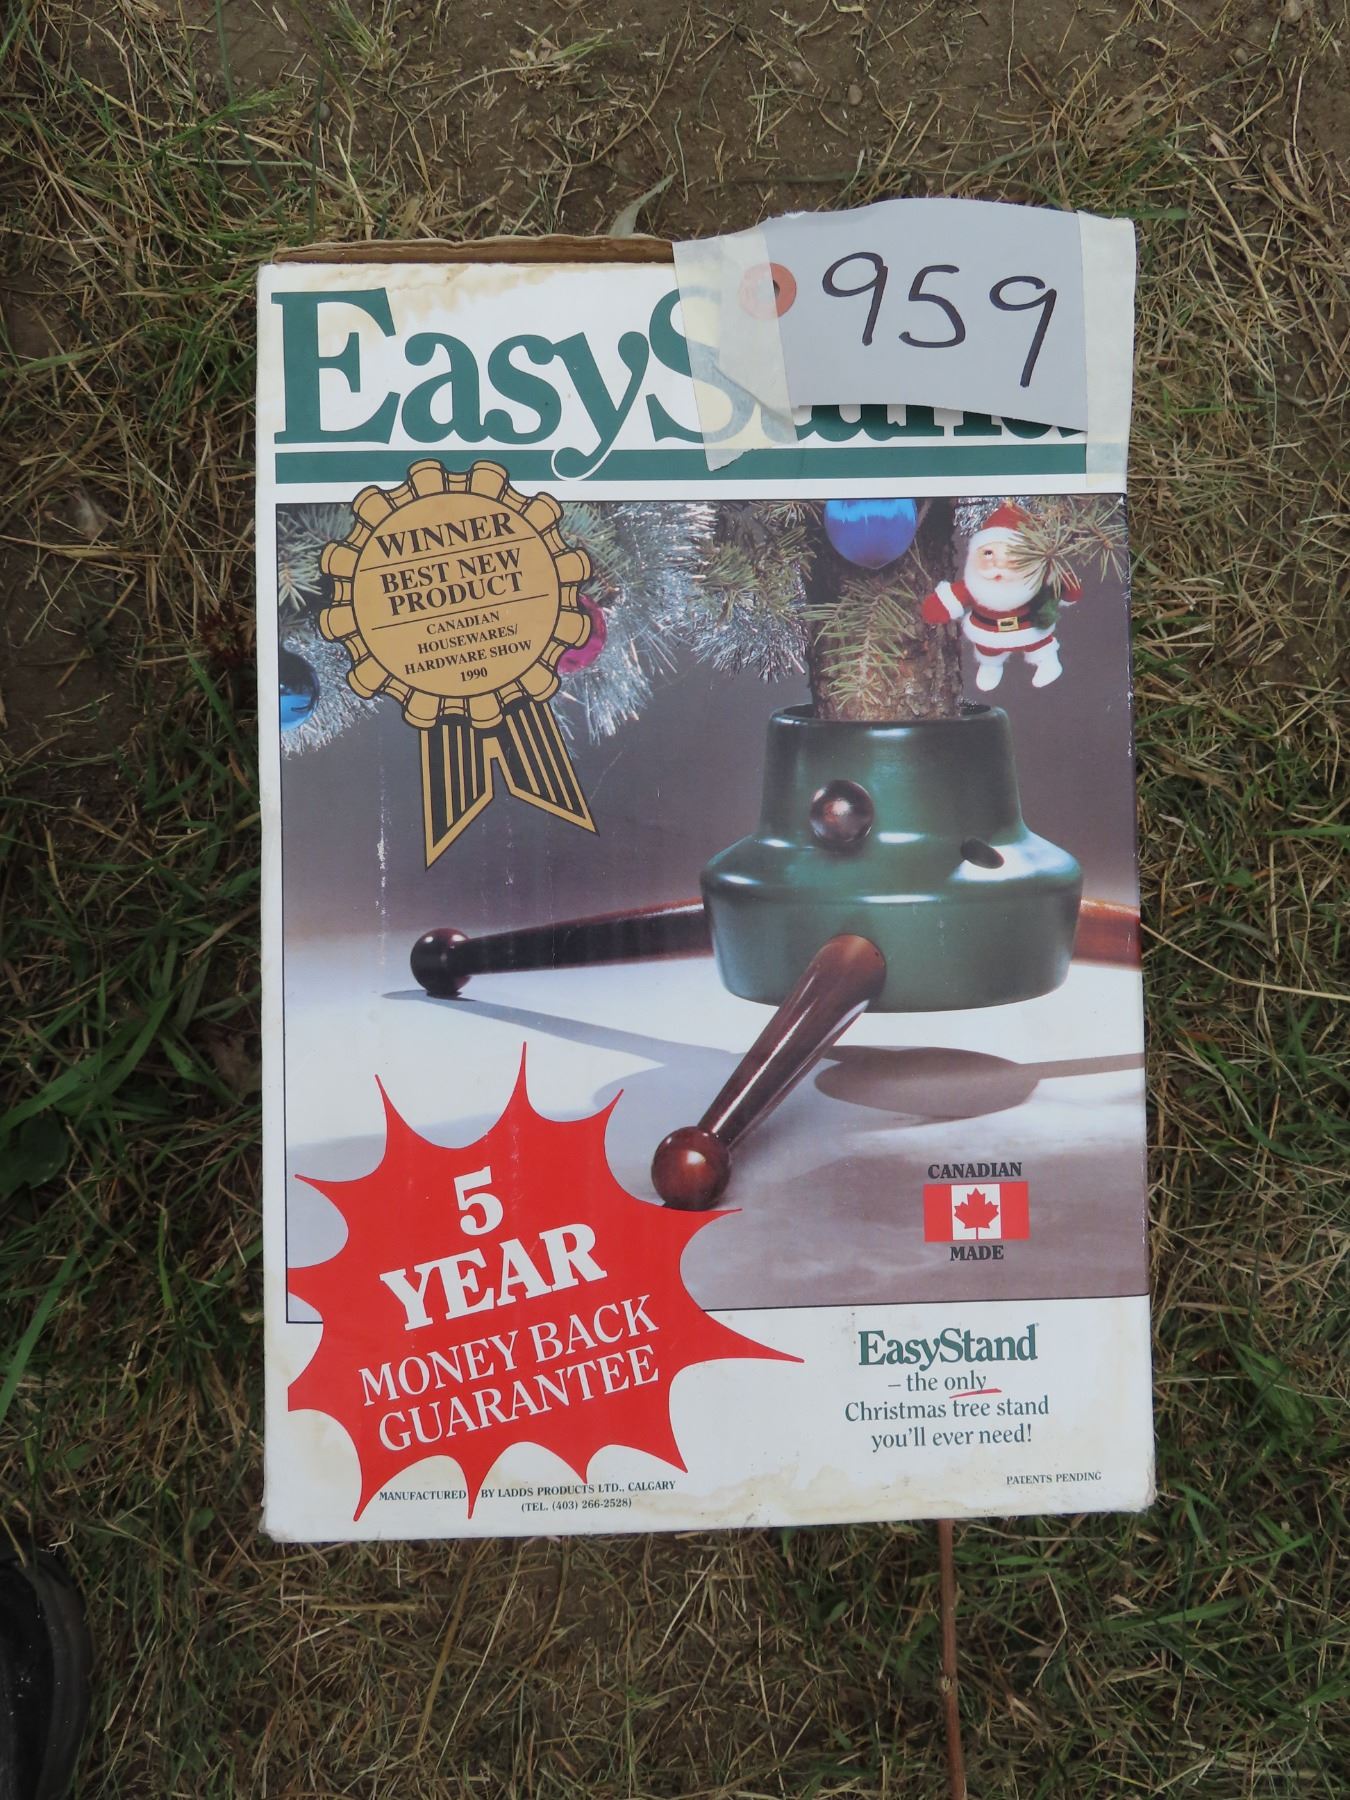 EasyStand
959
WINNER
BEST NEW
PRODUCT
CANADIAN
HOUSEWARES/
HARDWARE SHOW
1990
5
YEAR
MONEY BACK
GUARANTEE
CANADIAN
MADE
EasyStand
– the only
Christmas tree stand
you'll ever need!
MANUFACTURED BY LADDS PRODUCTS LTD., CALGARY
(TEL. (403) 266-2528)
PATENTS PENDING